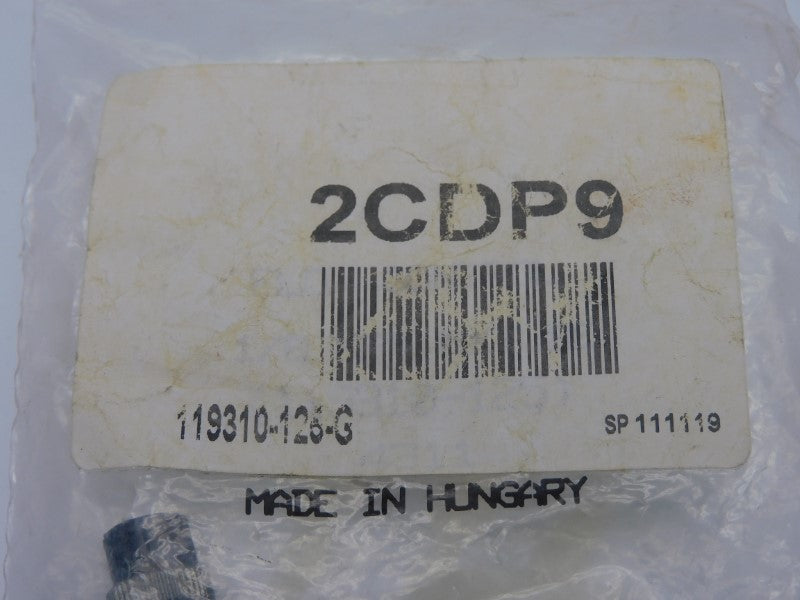 2CDP9
119310-126-G SP 111119
MADE IN HUNGARY